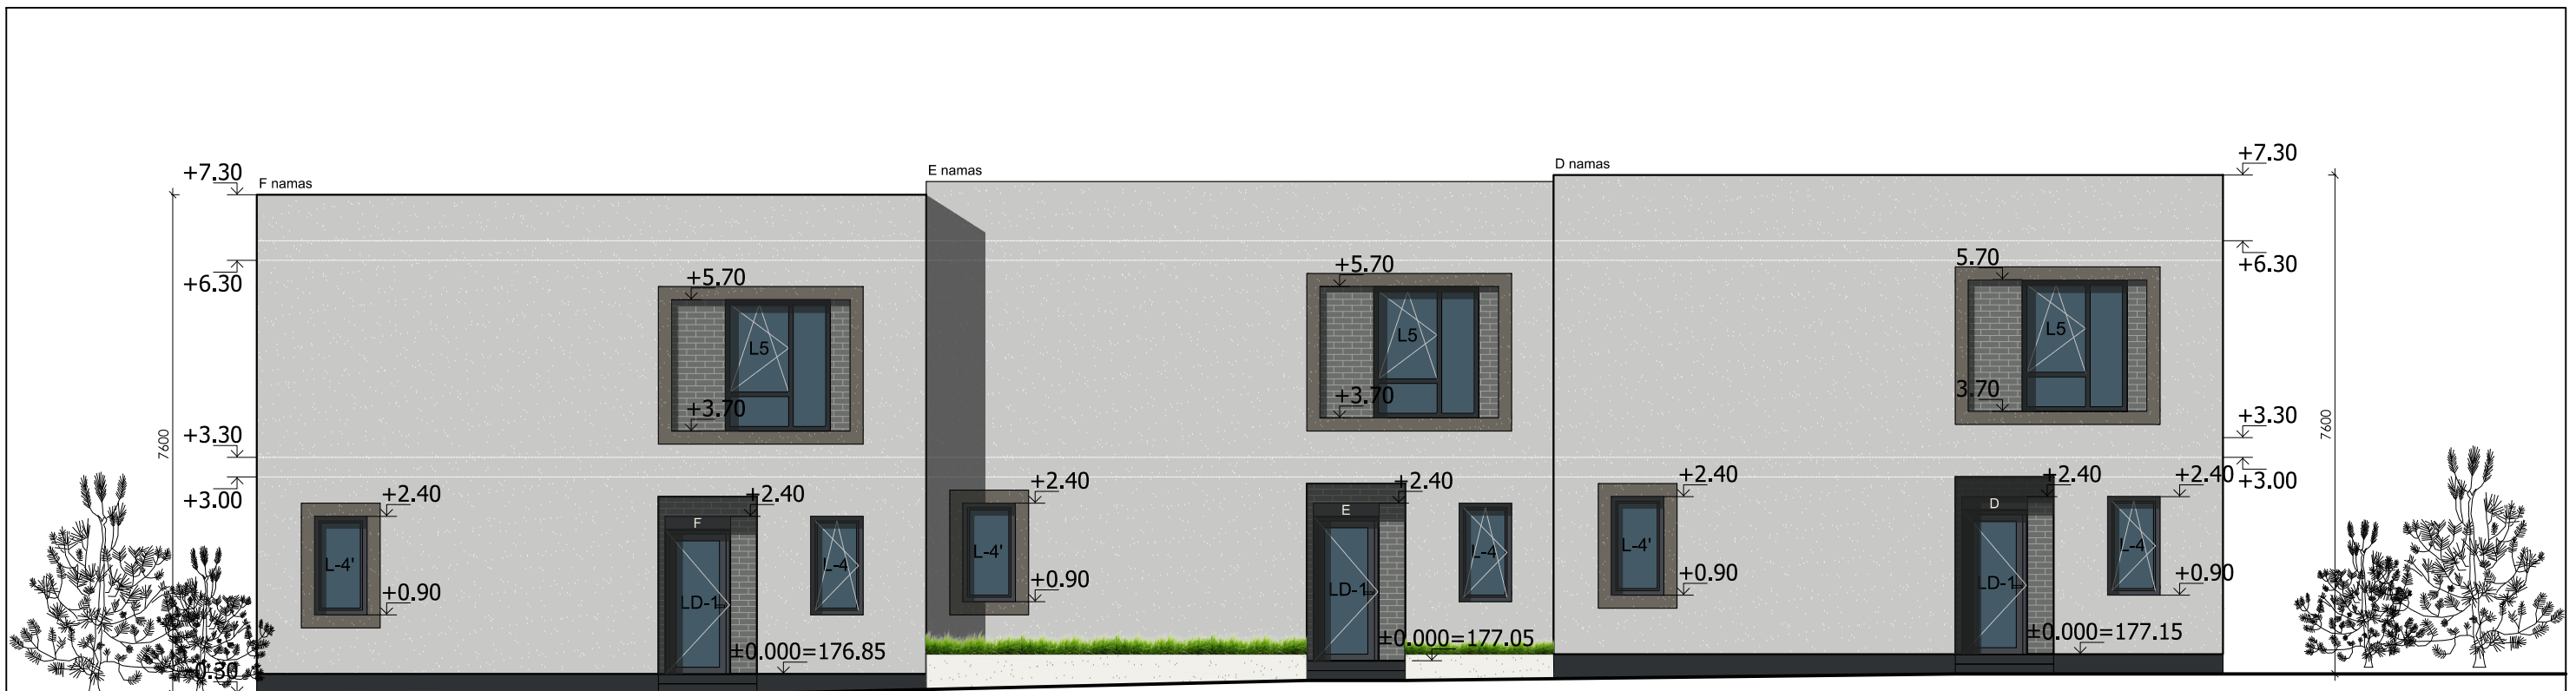 +7.30
F namas
E namas
D namas
+7.30
+6.30
+5.70
+5.70
5.70
+6.30
L5
L5
L5
7600
+3.70
+3.70
3.70
7600
+3.30
+3.30
+3.00
+2.40
+2.40
+2.40
+2.40
+2.40
+2.40
+2.40
+3.00
F
E
D
L-4'
L-4
L-4'
L-4
L-4'
L-4
+0.90
LD-1
+0.90
LD-1
+0.90
LD-1
+0.90
±0.000=176.85
±0.000=177.05
±0.000=177.15
-0.30